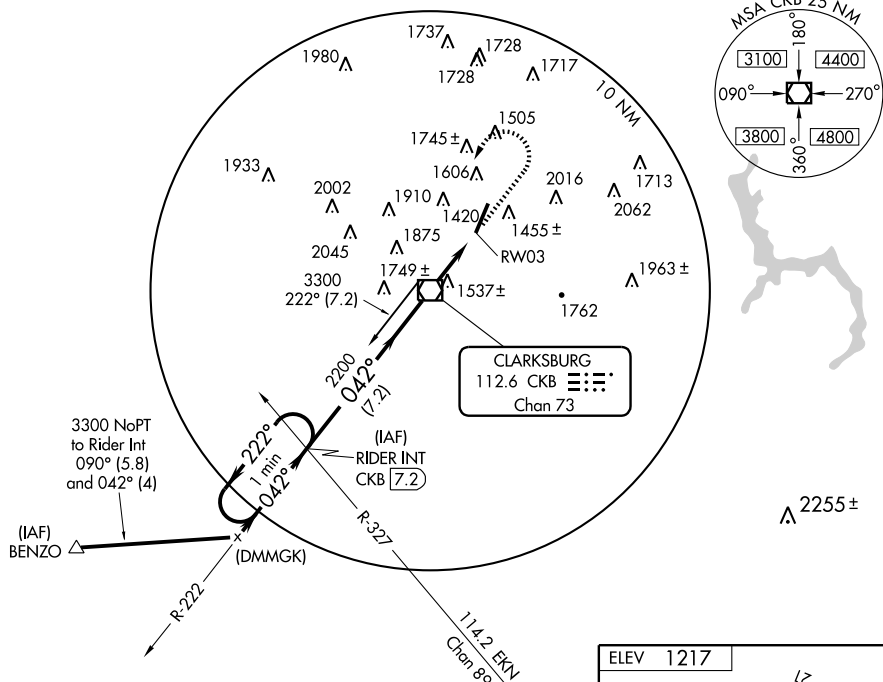 MSA CKB 25 NM
180°
3100
4400
090°
270°
3800
4800
360°
10 NM
1737
1728
1728
1717
1980
1505
1745±
1606
1933
2002
1910
2016
1713
2062
1420
1455±
2045
1875
RW03
3300
222° (7.2)
1749±
1537±
1963±
1762
CLARKSBURG
112.6 CKB
Chan 73
2200
042°
(7.2)
3300 NoPT
to Rider Int
090° (5.8)
and 042° (4)
222°
1 min
042°
(IAF)
RIDER INT
CKB 7.2
2255±
(IAF)
BENZO
(DMMGK)
R-327
R-222
114.2 EKN
ELEV 1217